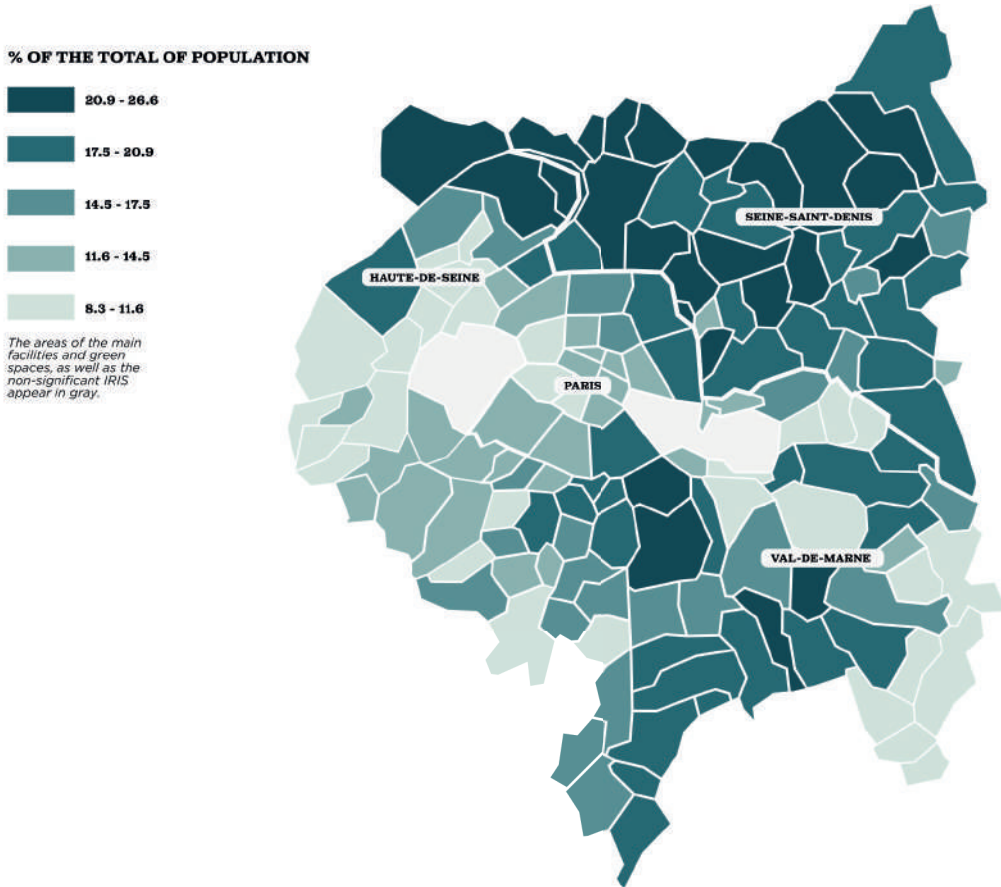 % OF THE TOTAL OF POPULATION
20.9 - 26.6
17.5 - 20.9
14.5 - 17.5
11.6 - 14.5
8.3 - 11.6
The areas of the main
facilities and green
spaces, as well as the
non-significant IRIS
appear in gray.
SEINE-SAINT-DENIS
HAUTE-DE-SEINE
PARIS
VAL-DE-MARNE